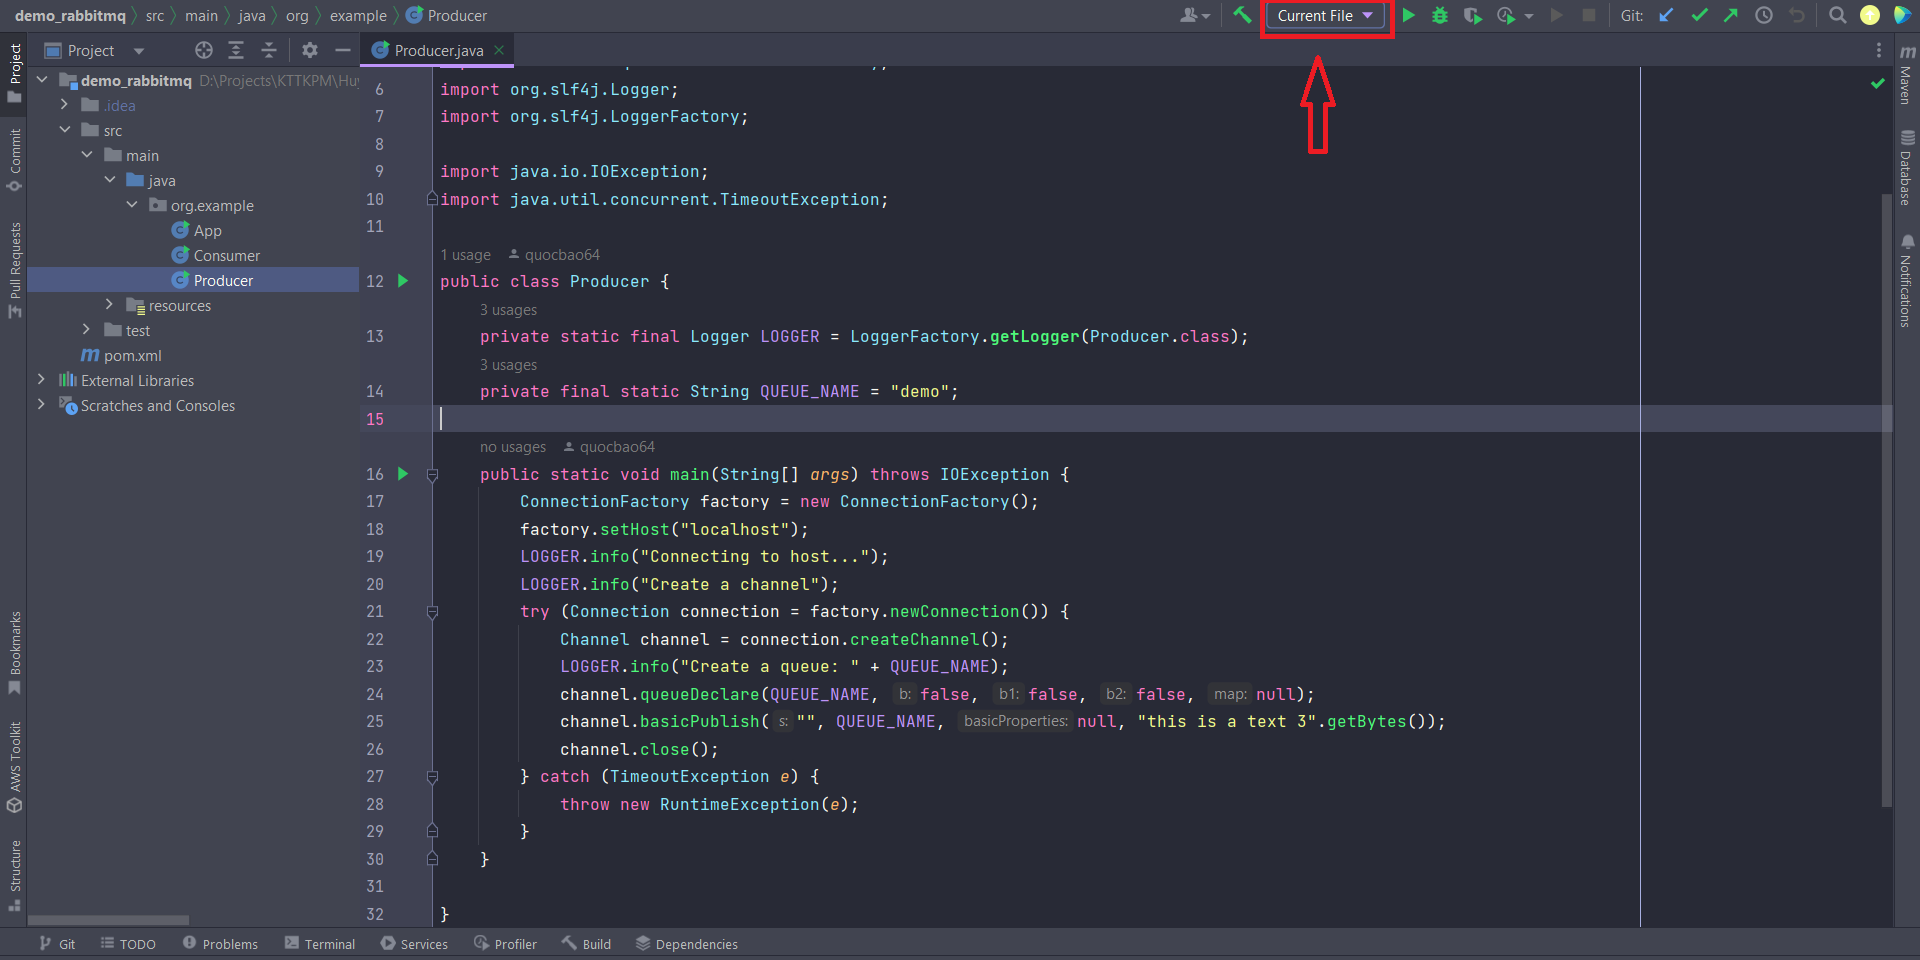 demo_rabbitmq src main java org example Producer
Current File
Git:
Project
Producer.java
demo_rabbitmq D:\Projects\KTTKPM\Huy
.idea
src
main
java
org.example
App
Consumer
Producer
resources
test
pom.xml
External Libraries
Scratches and Consoles
Project
Commit
Pull Requests
Bookmarks
AWS Toolkit
Structure
6 import org.slf4j.Logger;
7 import org.slf4j.LoggerFactory;
8
9 import java.io.IOException;
10 import java.util.concurrent.TimeoutException;
11
1 usage quocbao64
12 public class Producer {
3 usages
13 private static final Logger LOGGER = LoggerFactory.getLogger(Producer.class);
3 usages
14 private final static String QUEUE_NAME = "demo";
15
no usages quocbao64
16 public static void main(String[] args) throws IOException {
17 ConnectionFactory factory = new ConnectionFactory();
18 factory.setHost("localhost");
19 LOGGER.info("Connecting to host...");
20 LOGGER.info("Create a channel");
21 try (Connection connection = factory.newConnection()) {
22 Channel channel = connection.createChannel();
23 LOGGER.info("Create a queue: " + QUEUE_NAME);
24 channel.queueDeclare(QUEUE_NAME, b: false, b1: false, b2: false, map: null);
25 channel.basicPublish( s: "", QUEUE_NAME, basicProperties: null, "this is a text 3".getBytes());
26 channel.close();
27 } catch (TimeoutException e) {
28 throw new RuntimeException(e);
29 }
30 }
31
32 }
Maven
Database
Notifications
Git TODO Problems Terminal Services Profiler Build Dependencies